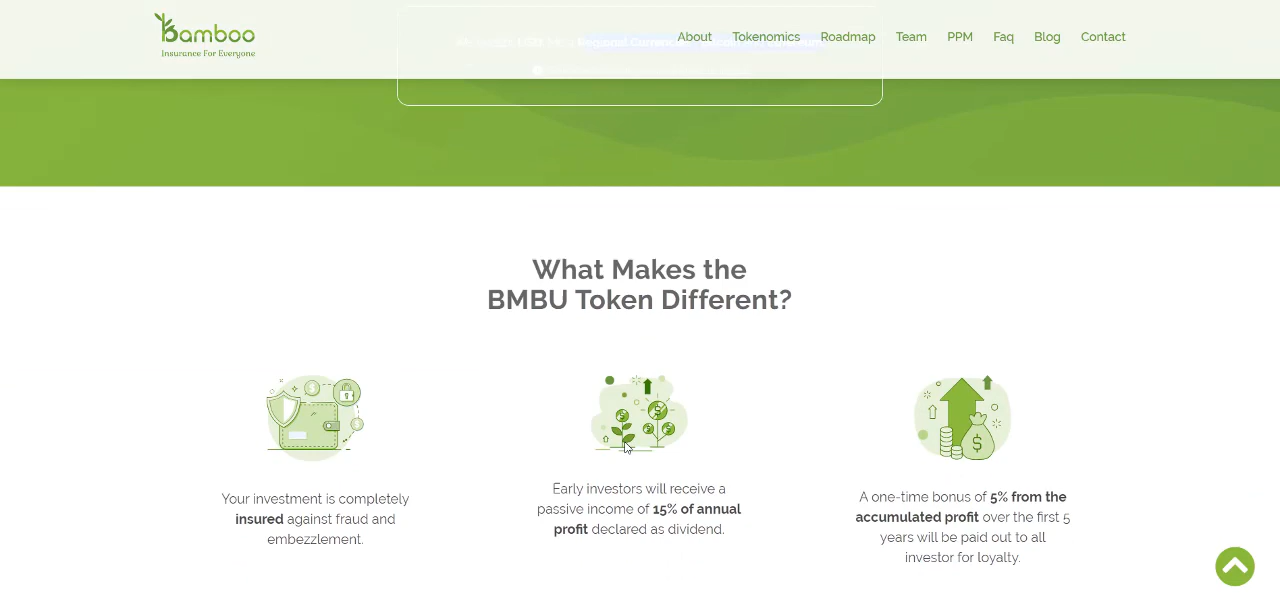 bamboo
Insurance For Everyone
About Tokenomics Roadmap Team PPM Faq Blog Contact
What Makes the
BMBU Token Different?
Your investment is completely
insured against fraud and
embezzlement.
Early investors will receive a
passive income of 15% of annual
profit declared as dividend.
A one-time bonus of 5% from the
accumulated profit over the first 5
years will be paid out to all
investor for loyalty.